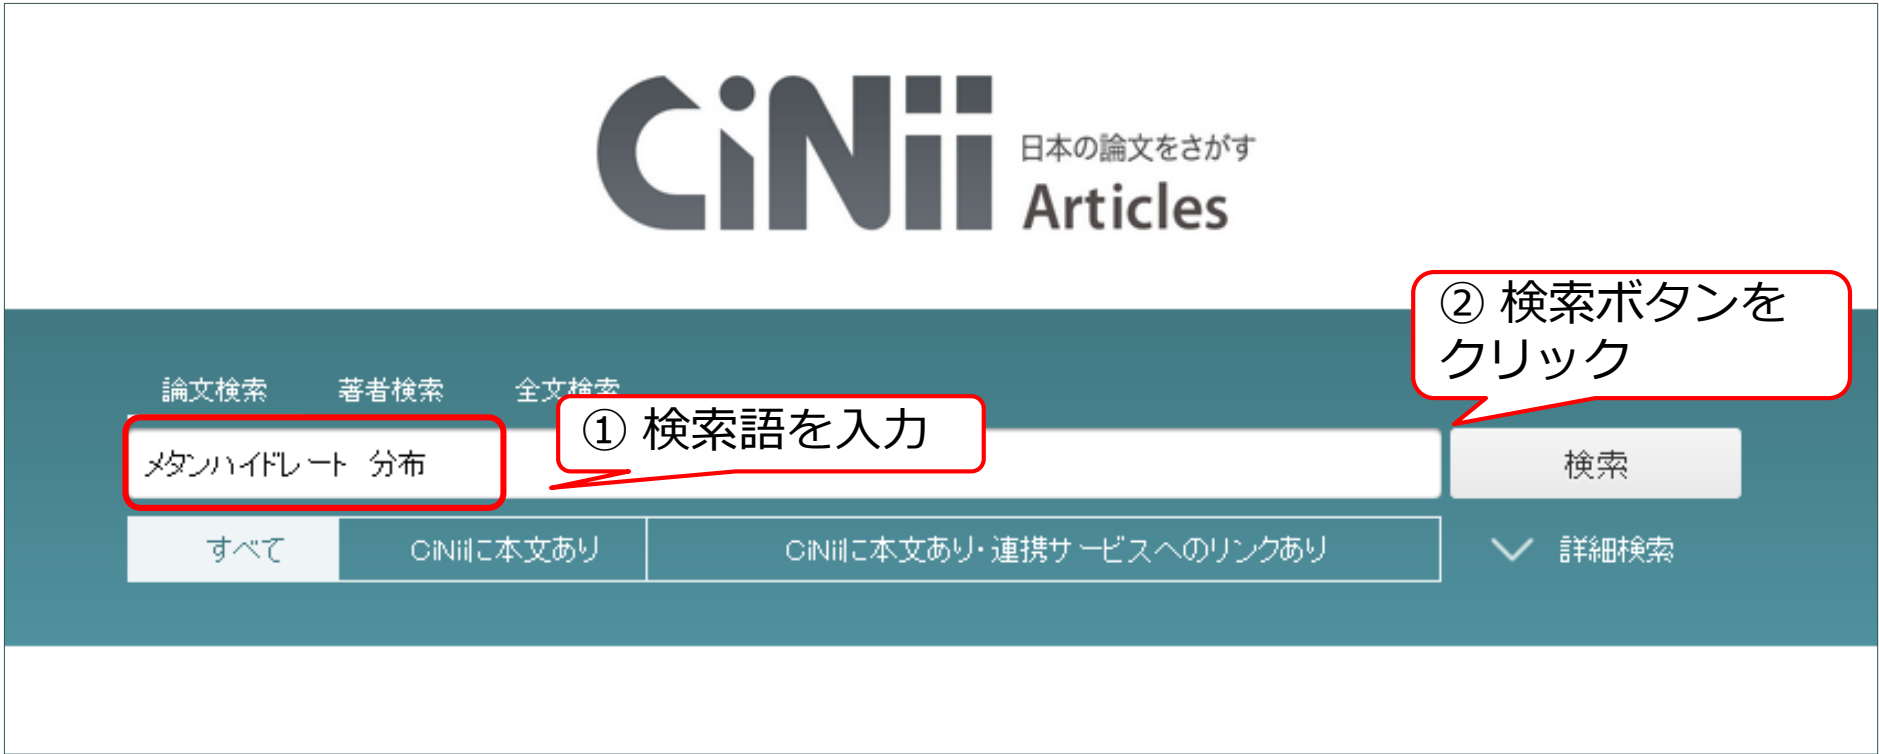 CiNii
日本の論文をさがす
Articles
② 検索ボタンを
クリック
論文検索 著者検索 全文検索
① 検索語を入力
メタンハイドレート 分布
検索
すべて CiNiiに本文あり CiNiiに本文あり・連携サービスへのリンクあり 詳細検索